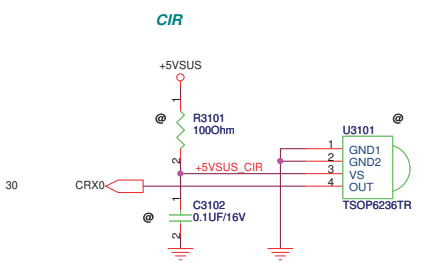 CIR
+5VSUS
1
@
R3101
100Ohm
2
+5VSUS_CIR
@
U3101
1
GND1
2
GND2
3
VS
4
OUT
TSOP6236TR
30
CRX0
1
@
C3102
0.1UF/16V
2